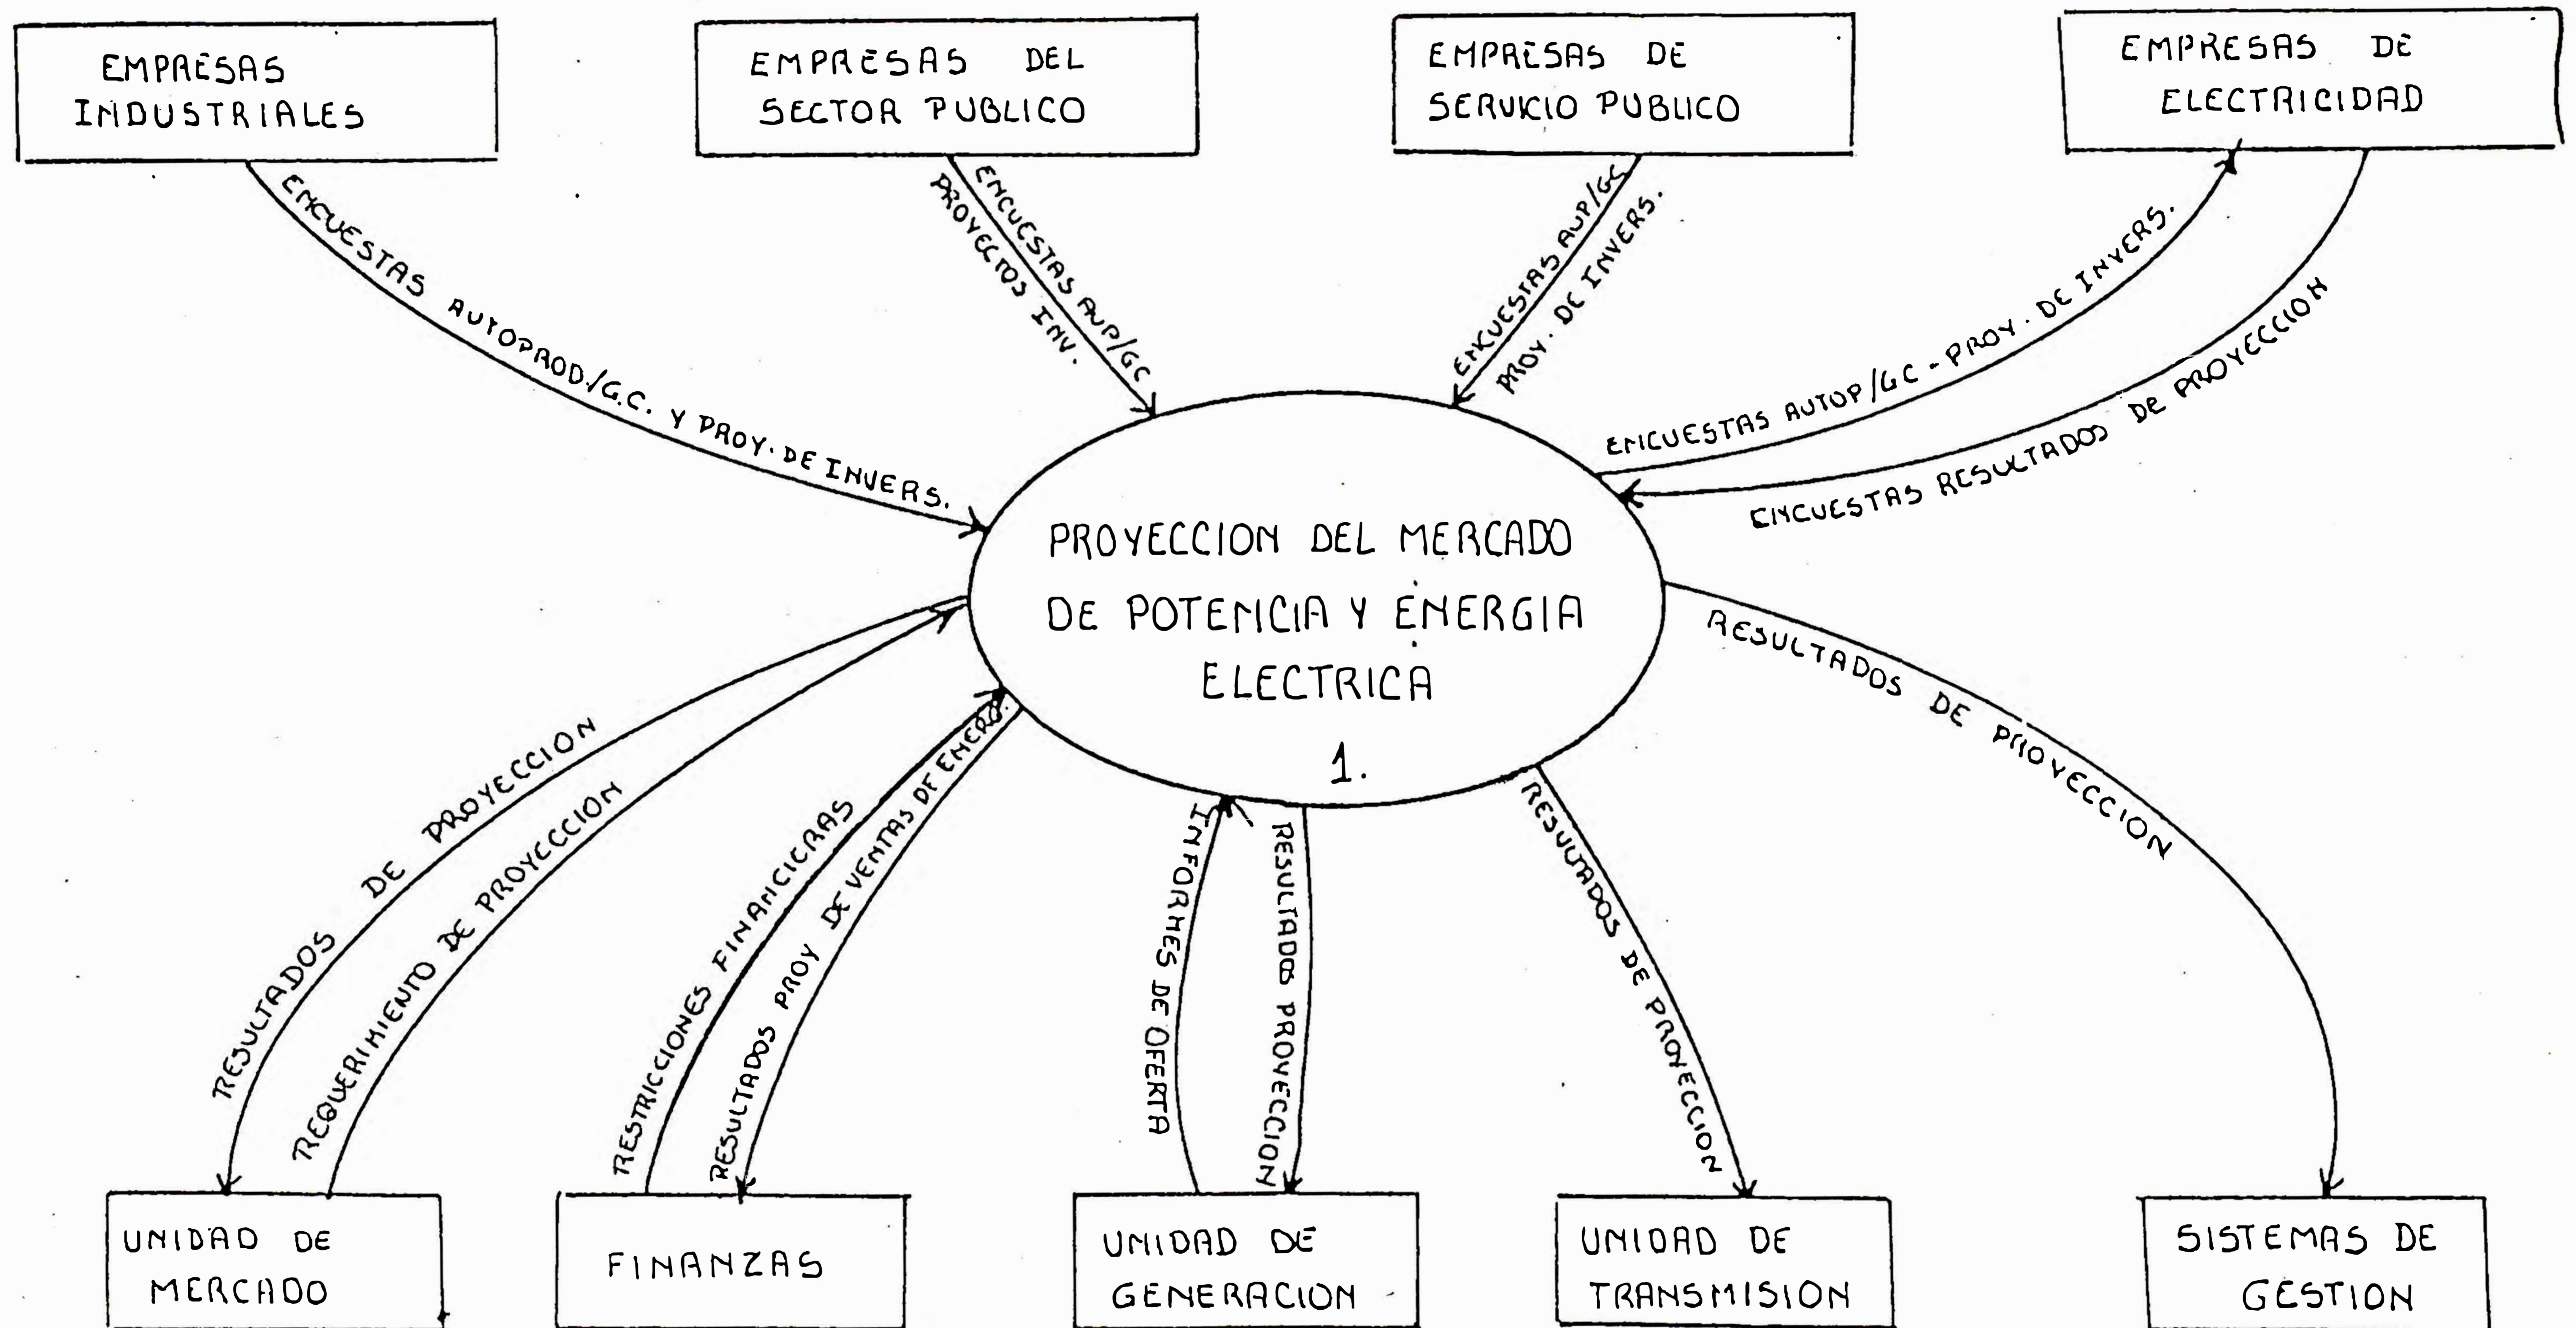 EMPRESAS
INDUSTRIALES
EMPRESAS DEL
SECTOR PUBLICO
EMPRESAS DE
SERVICIO PUBLICO
EMPRESAS DE
ELECTRICIDAD
ENCUESTAS AUTOPROD./G.C. Y PROY. DE INVERS.
ENCUESTAS AUP/GC
PROYECTOS INV.
ENCUESTAS AUP/GC
PROY. DE INVERS.
ENCUESTAS AUTOP/GC - PROY. DE INVERS.
ENCUESTAS RESULTADOS DE PROYECCION
PROYECCION DEL MERCADO
DE POTENCIA Y ENERGIA
ELECTRICA
1.
RESULTADOS DE PROYECCION
REQUERIMIENTO DE PROYECCION
RESTRICCIONES FINANCIERAS
RESULTADOS PROY DE VENTAS DE ENERG.
INFORMES DE OFERTA
RESULTADOS PROYECCION
RESULTADOS DE PROYECCION
RESULTADOS DE PROYECCION
UNIDAD DE
MERCADO
FINANZAS
UNIDAD DE
GENERACION
UNIDAD DE
TRANSMISION
SISTEMAS DE
GESTION